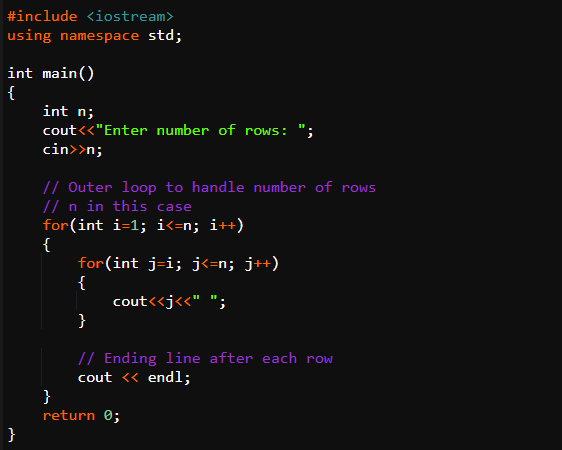 #include <iostream>
using namespace std;

int main()
{
    int n;
    cout<<"Enter number of rows: ";
    cin>>n;

    // Outer loop to handle number of rows
    // n in this case
    for(int i=1; i<=n; i++)
    {
        for(int j=i; j<=n; j++)
        {
            cout<<j<<" ";
        }

        // Ending line after each row
        cout << endl;
    }
    return 0;
}